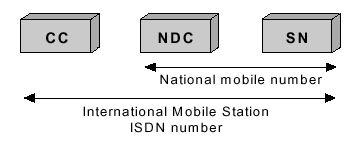 CC NDC SN
National mobile number
International Mobile Station
ISDN number